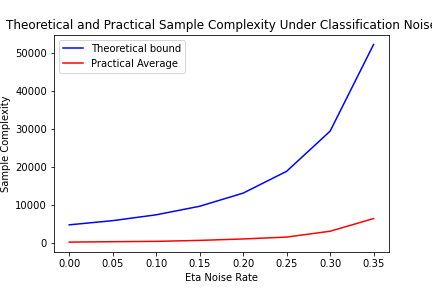 Theoretical and Practical Sample Complexity Under Classification Noise
Theoretical bound
Practical Average
Sample Complexity
50000
40000
30000
20000
10000
0
0.00 0.05 0.10 0.15 0.20 0.25 0.30 0.35
Eta Noise Rate